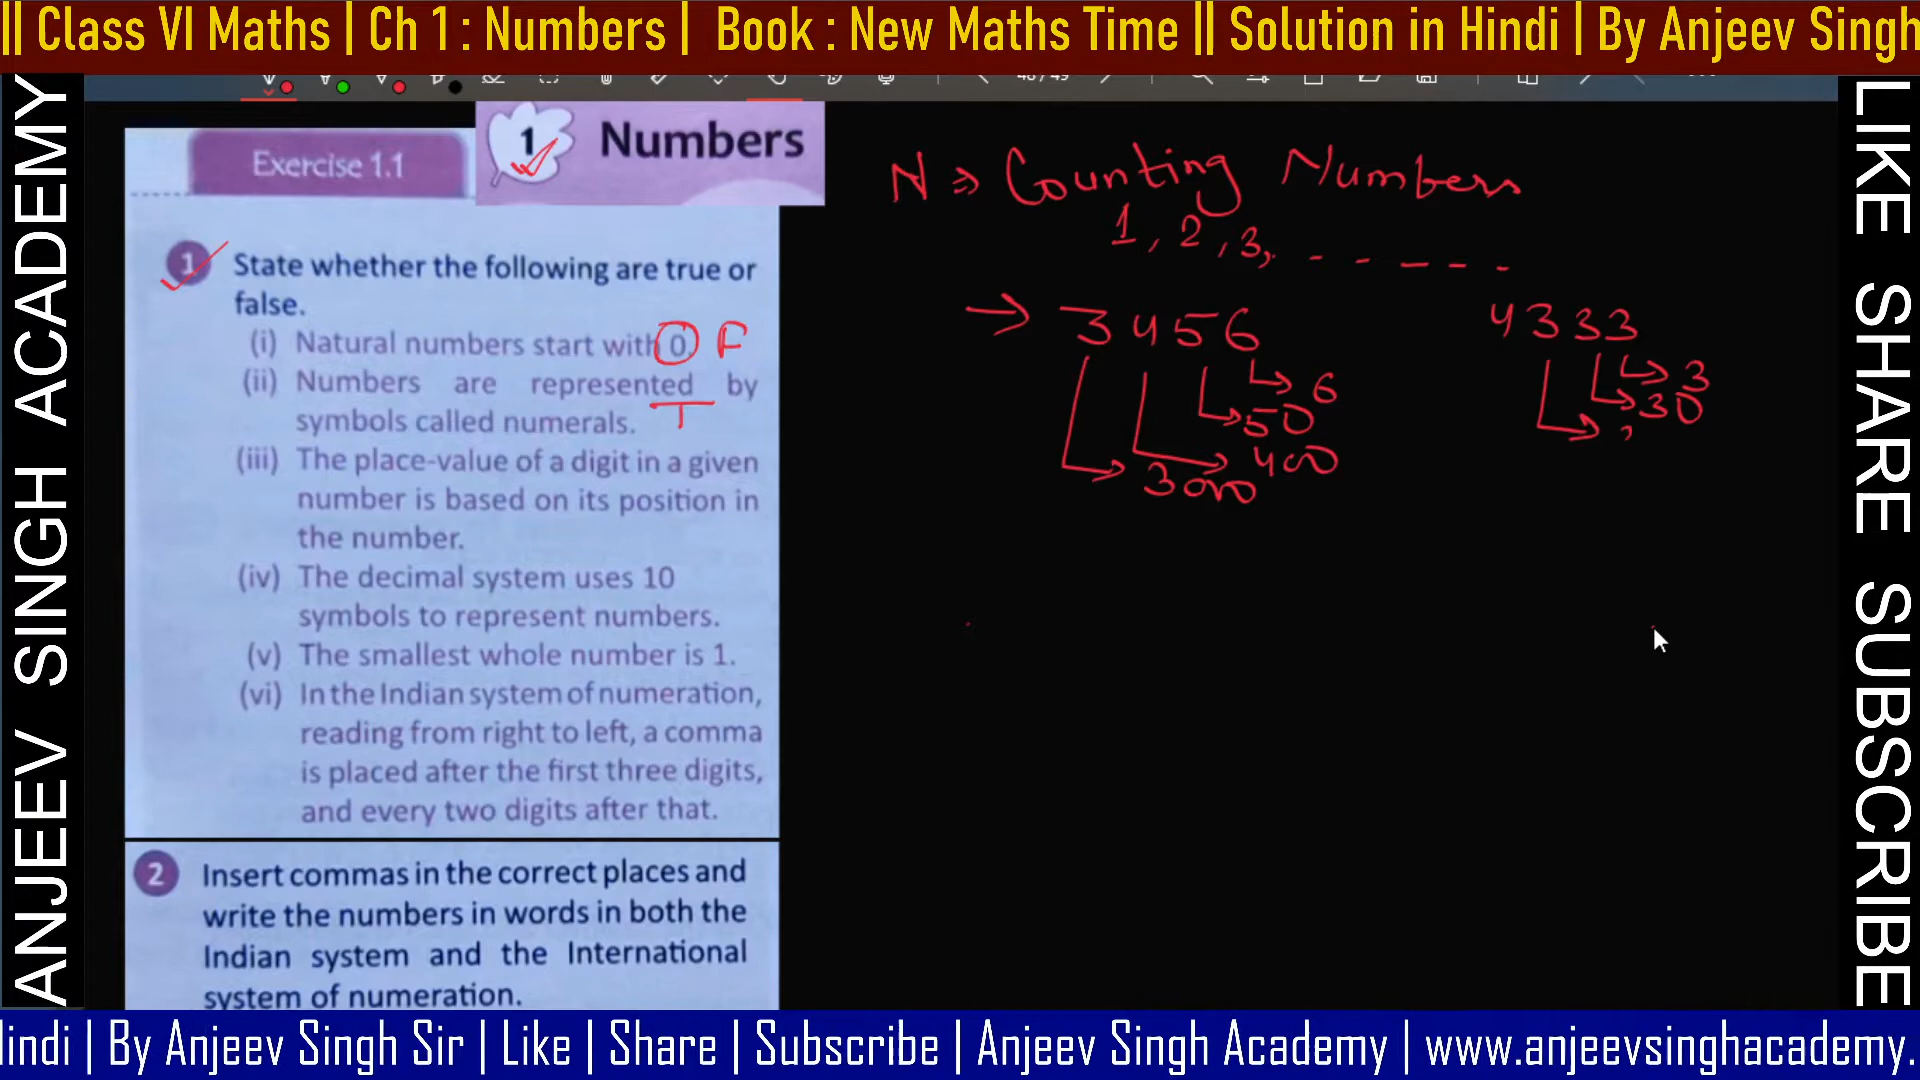 || Class VI Maths | Ch 1 : Numbers | Book : New Maths Time || Solution in Hindi | By Anjeev Singh
ANJEEV SINGH ACADEMY
1 Numbers
Exercise 1.1
1 State whether the following are true or
false.
(i) Natural numbers start with 0. F
(ii) Numbers are represented by
symbols called numerals. T
(iii) The place-value of a digit in a given
number is based on its position in
the number.
(iv) The decimal system uses 10
symbols to represent numbers.
(v) The smallest whole number is 1.
(vi) In the Indian system of numeration,
reading from right to left, a comma
is placed after the first three digits,
and every two digits after that.
2 Insert commas in the correct places and
write the numbers in words in both the
Indian system and the International
system of numeration.
N ⇒ Counting Numbers
1, 2, 3, - - - - -
→ 3456
6
50
400
3000
4333
3
30
LIKE SHARE SUBSCRIBE
Hindi | By Anjeev Singh Sir | Like | Share | Subscribe | Anjeev Singh Academy | www.anjeevsinghacademy.